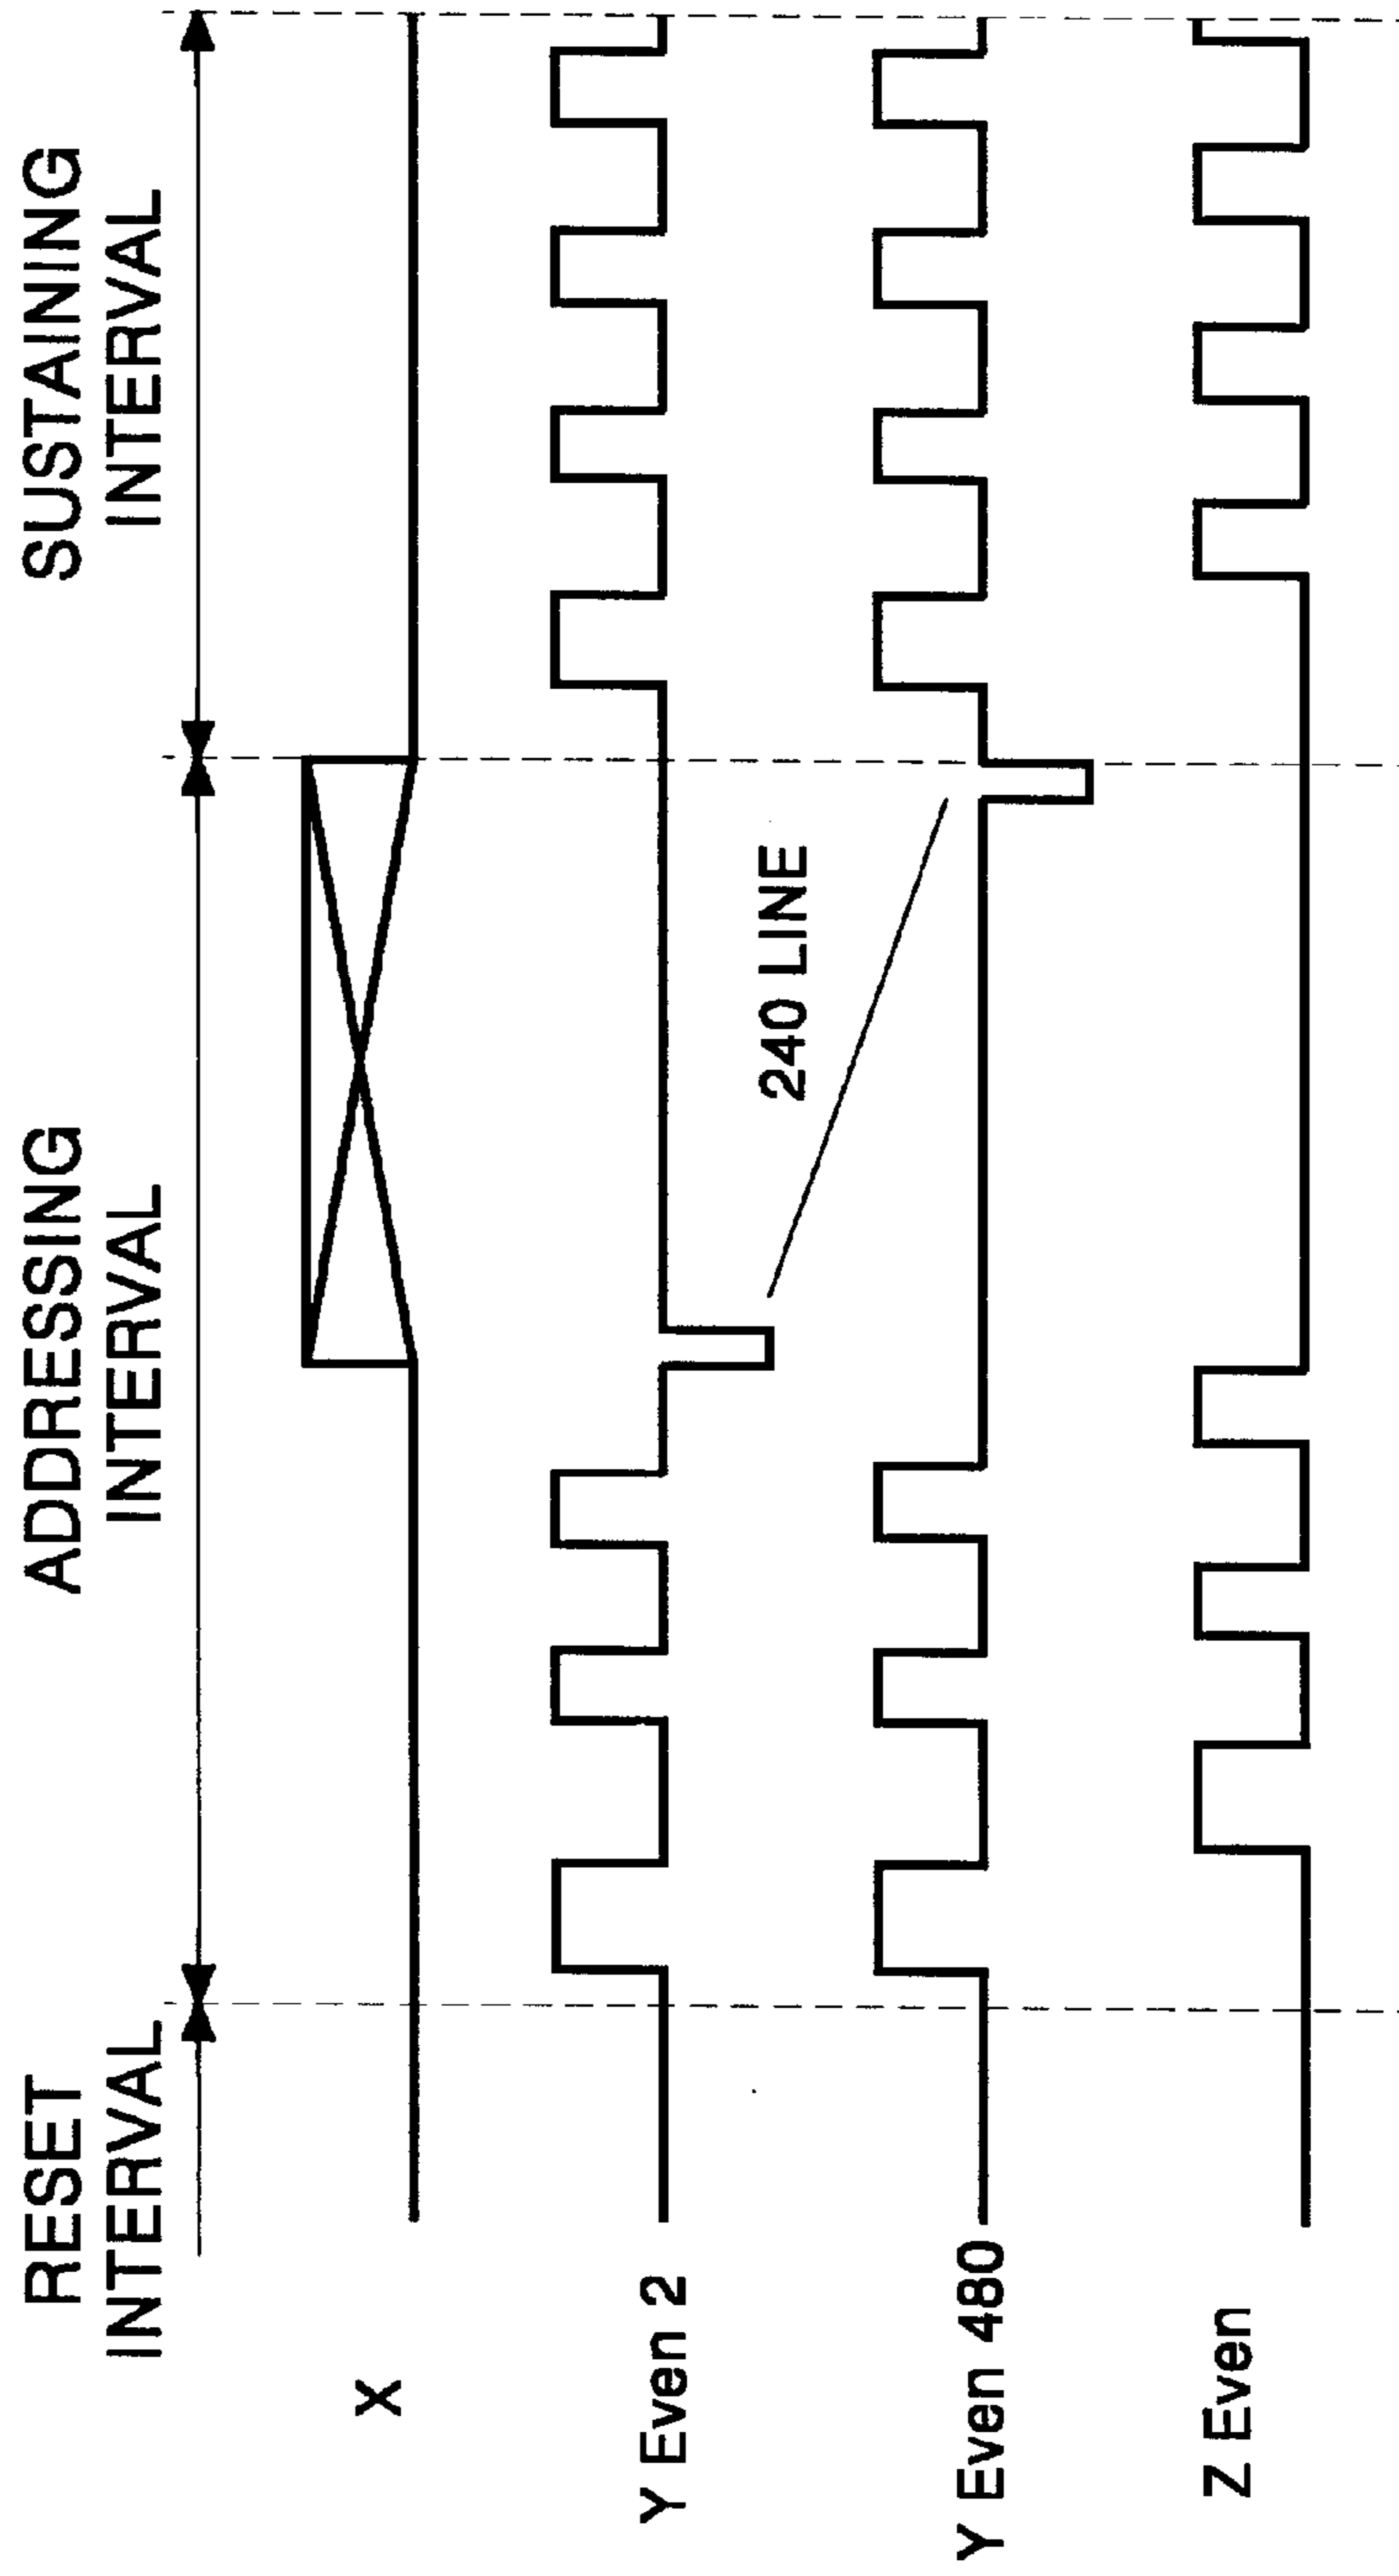 RESET
INTERVAL
ADDRESSING
INTERVAL
SUSTAINING
INTERVAL
X
Y Even 2
240 LINE
Y Even 480
Z Even